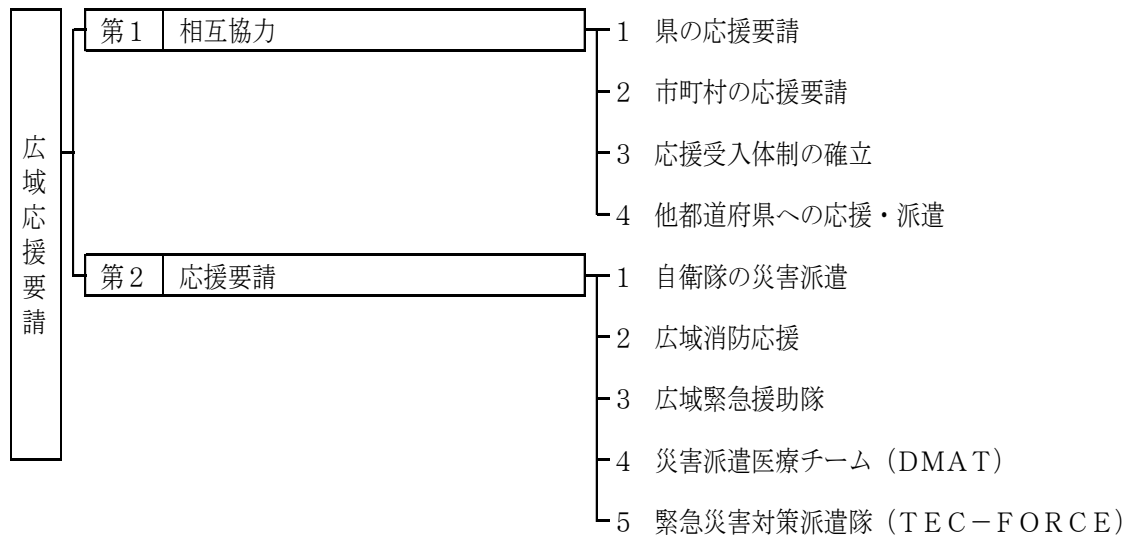 広域応援要請
第１ 相互協力
１ 県の応援要請
２ 市町村の応援要請
３ 応援受入体制の確立
４ 他都道府県への応援・派遣
第２ 応援要請
１ 自衛隊の災害派遣
２ 広域消防応援
３ 広域緊急援助隊
４ 災害派遣医療チーム（ＤＭＡＴ）
５ 緊急災害対策派遣隊（ＴＥＣ－ＦＯＲＣＥ）